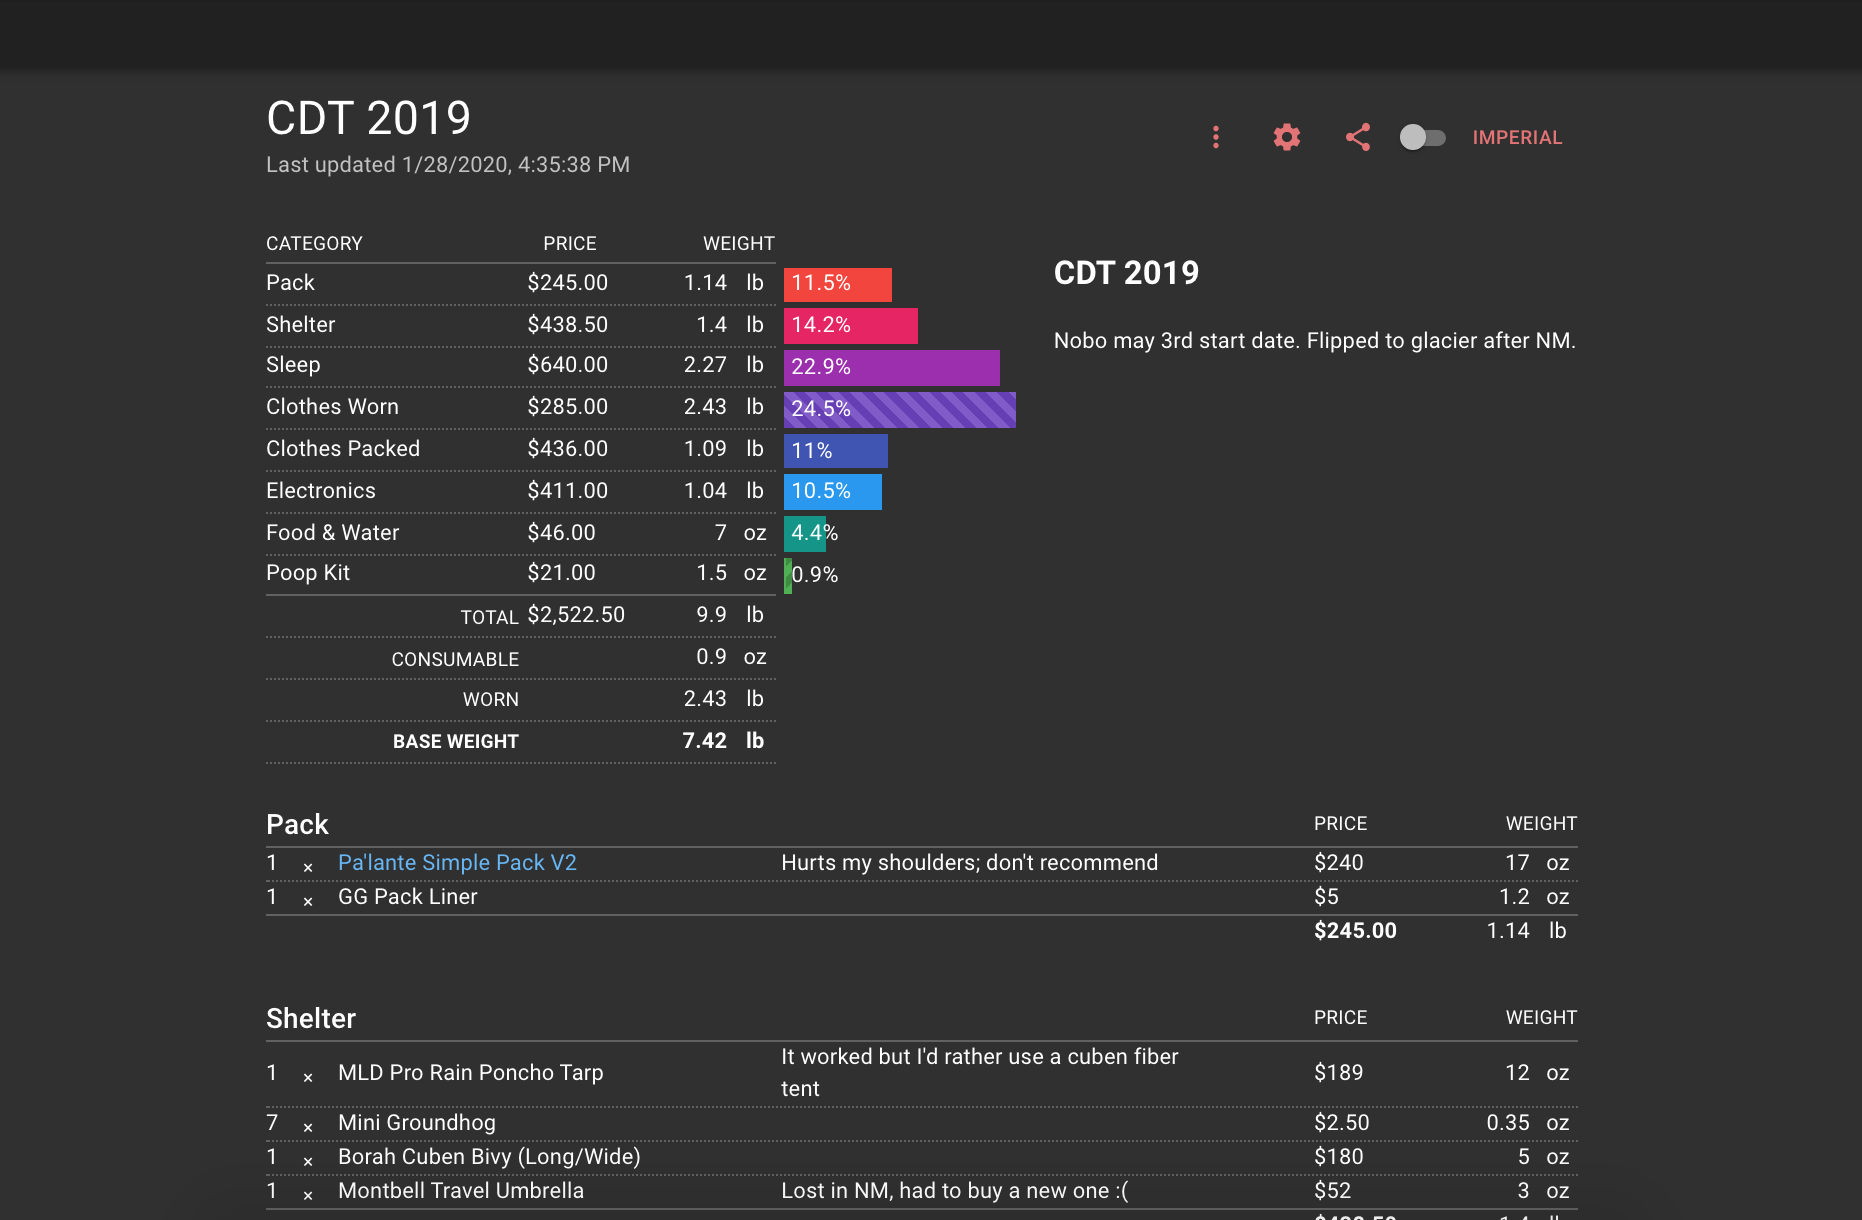 CDT 2019
Last updated 1/28/2020, 4:35:38 PM
IMPERIAL
CATEGORY PRICE WEIGHT
Pack $245.00 1.14 lb 11.5%
Shelter $438.50 1.4 lb 14.2%
Sleep $640.00 2.27 lb 22.9%
Clothes Worn $285.00 2.43 lb 24.5%
Clothes Packed $436.00 1.09 lb 11%
Electronics $411.00 1.04 lb 10.5%
Food & Water $46.00 7 oz 4.4%
Poop Kit $21.00 1.5 oz 0.9%
TOTAL $2,522.50 9.9 lb
CONSUMABLE 0.9 oz
WORN 2.43 lb
BASE WEIGHT 7.42 lb
CDT 2019
Nobo may 3rd start date. Flipped to glacier after NM.
Pack PRICE WEIGHT
1 × Pa'lante Simple Pack V2 Hurts my shoulders; don't recommend $240 17 oz
1 × GG Pack Liner $5 1.2 oz
$245.00 1.14 lb
Shelter PRICE WEIGHT
1 × MLD Pro Rain Poncho Tarp It worked but I'd rather use a cuben fiber
tent $189 12 oz
7 × Mini Groundhog $2.50 0.35 oz
1 × Borah Cuben Bivy (Long/Wide) $180 5 oz
1 × Montbell Travel Umbrella Lost in NM, had to buy a new one :( $52 3 oz